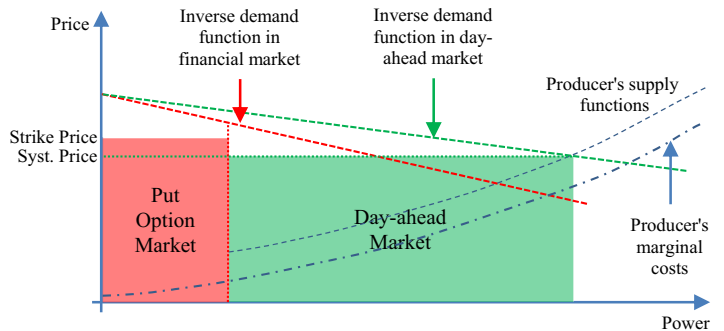 Price
Inverse demand
function in
financial market
Inverse demand
function in day-
ahead market
Producer's supply
functions
Strike Price
Syst. Price
Put
Option
Market
Day-ahead
Market
Producer's
marginal
costs
Power